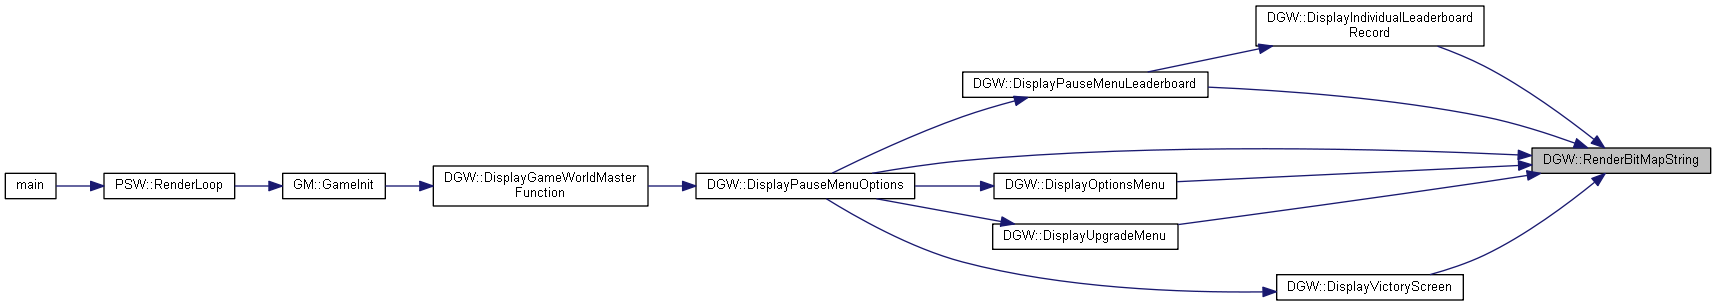 main
PSW::RenderLoop
GM::GameInit
DGW::DisplayGameWorldMaster
Function
DGW::DisplayPauseMenuOptions
DGW::DisplayPauseMenuLeaderboard
DGW::DisplayIndividualLeaderboard
Record
DGW::DisplayOptionsMenu
DGW::DisplayUpgradeMenu
DGW::DisplayVictoryScreen
DGW::RenderBitMapString